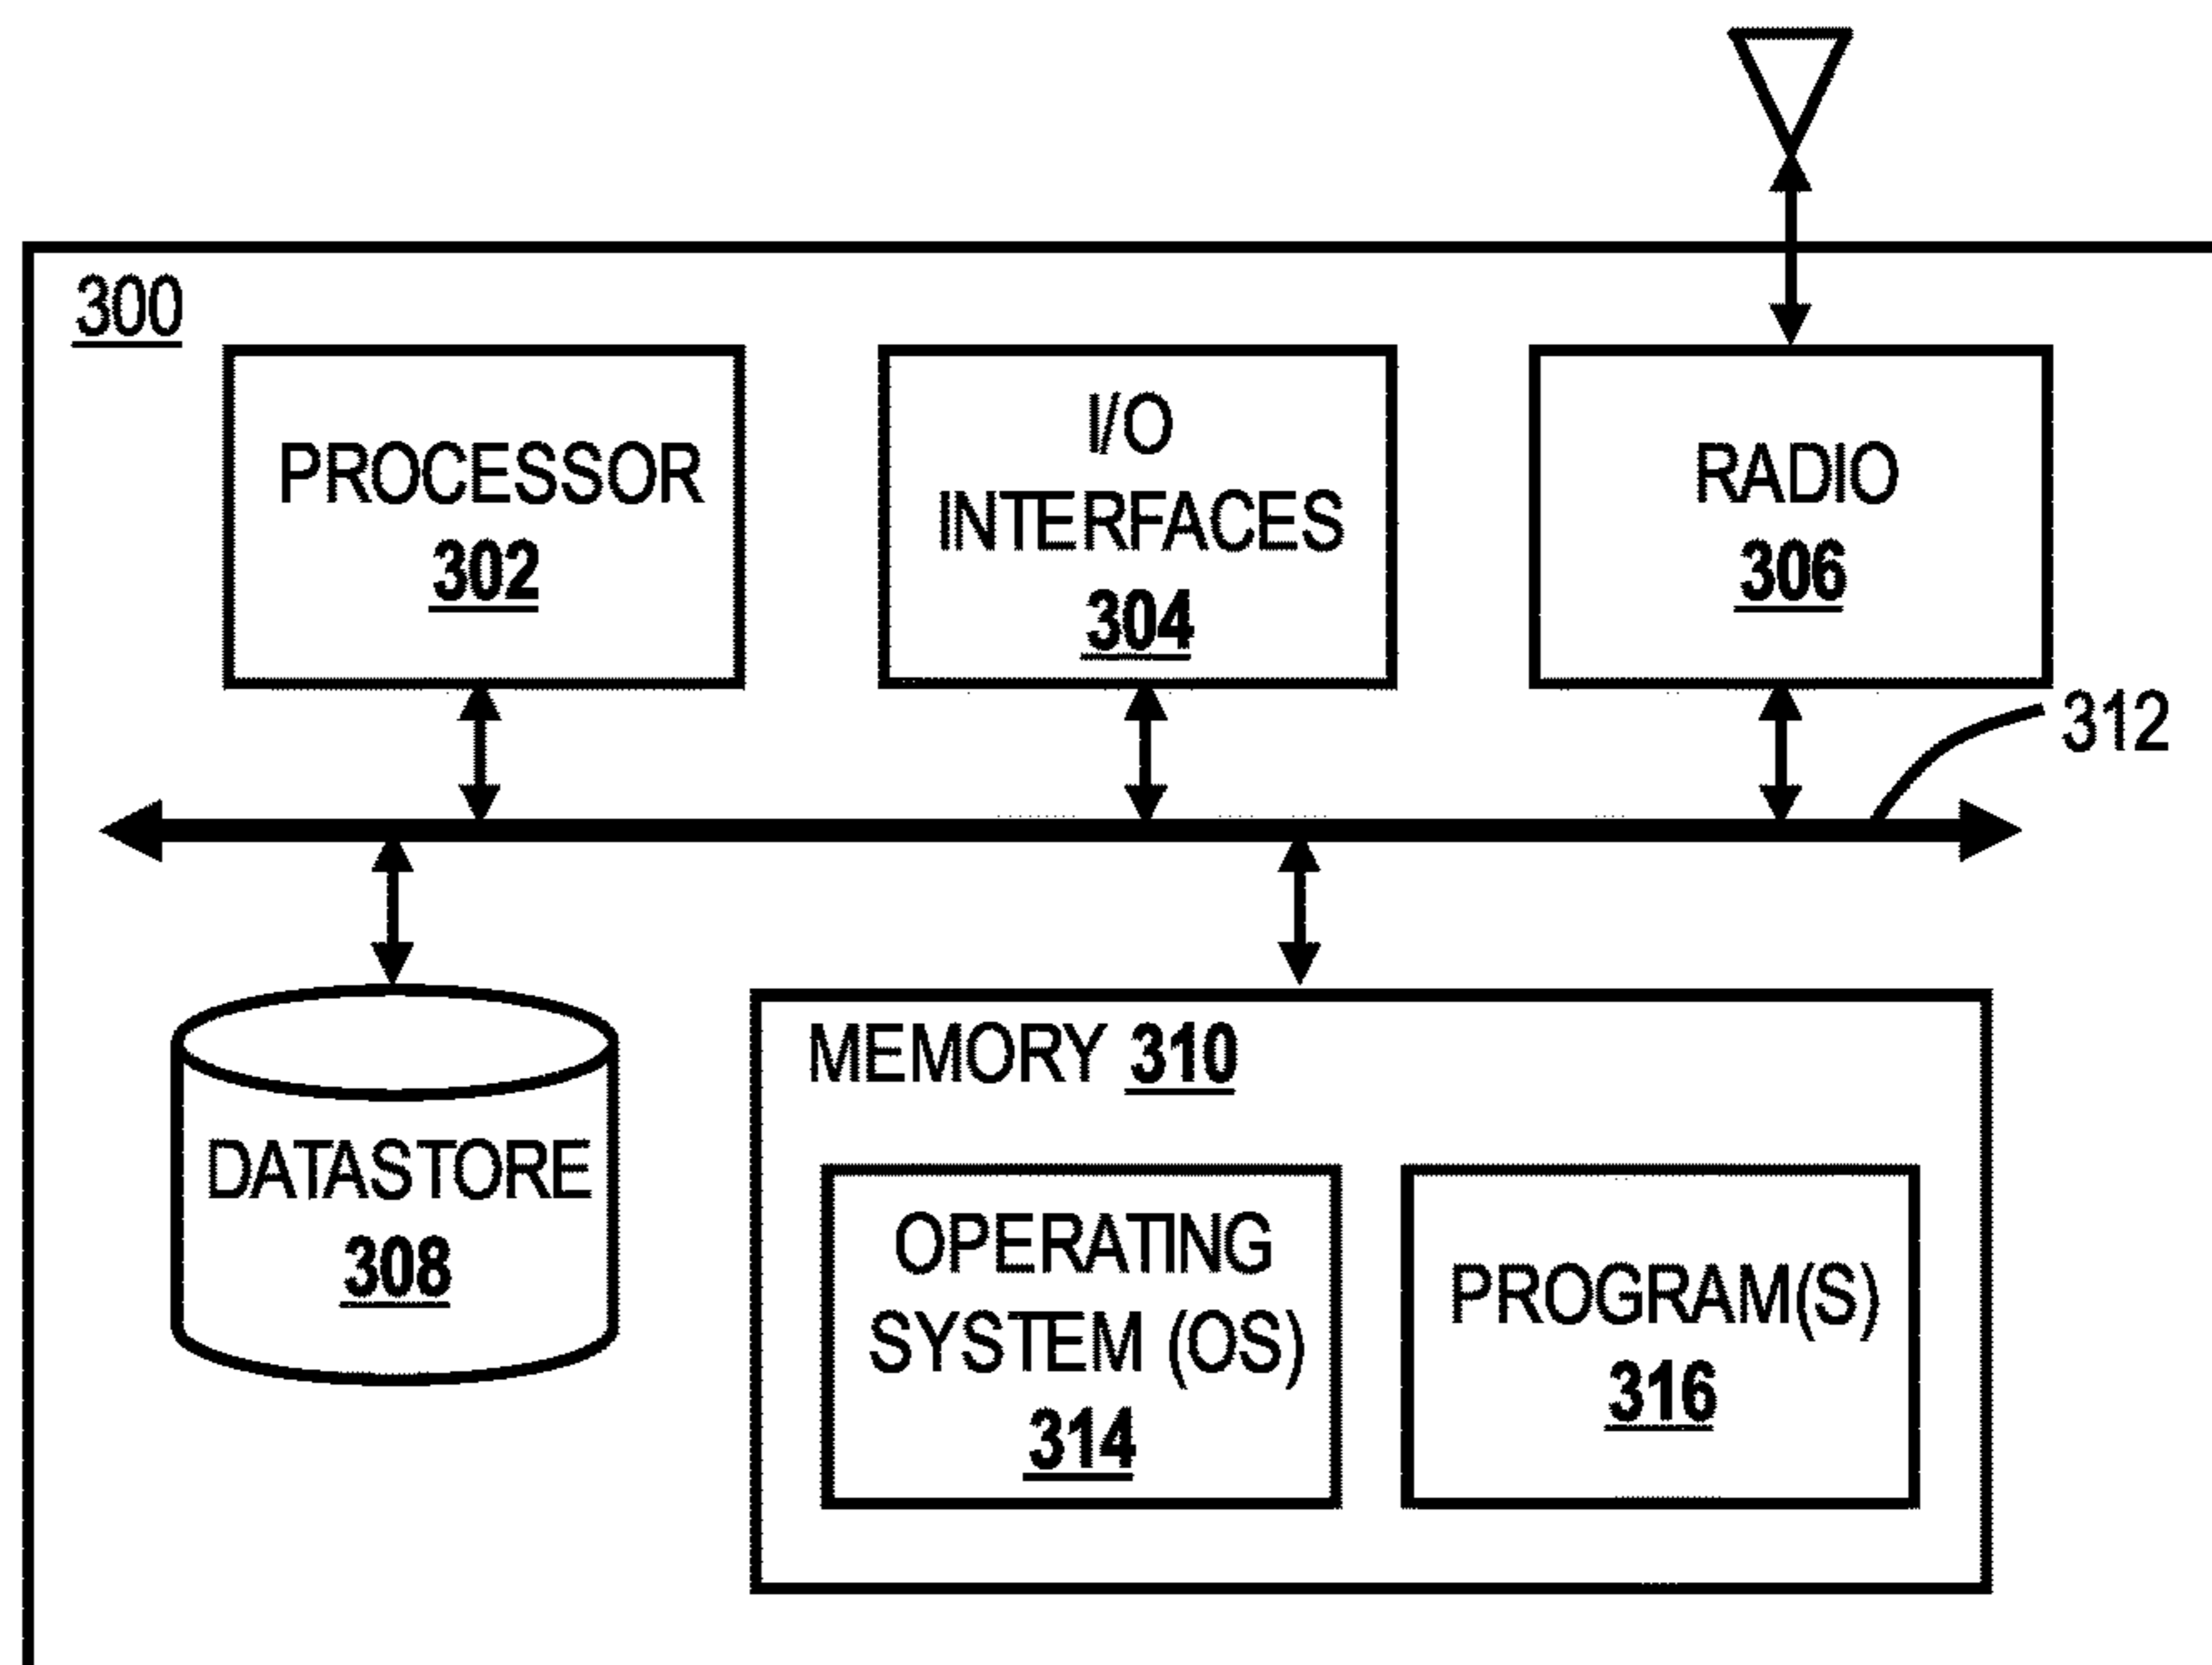 300
PROCESSOR
302
I/O
INTERFACES
304
RADIO
306
312
DATASTORE
308
MEMORY 310
OPERATING
SYSTEM (OS)
314
PROGRAM(S)
316